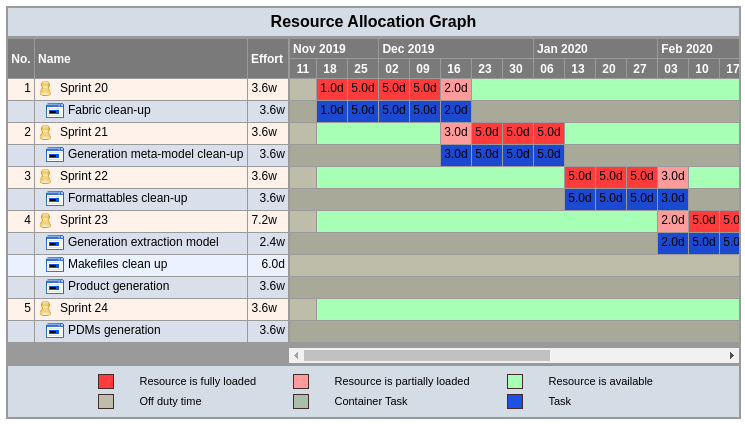 Resource Allocation Graph
No. Name Effort Nov 2019 Dec 2019 Jan 2020 Feb 2020
11 18 25 02 09 16 23 30 06 13 20 27 03 10 17
1 Sprint 20 3.6w 1.0d 5.0d 5.0d 5.0d 2.0d
Fabric clean-up 3.6w 1.0d 5.0d 5.0d 5.0d 2.0d
2 Sprint 21 3.6w 3.0d 5.0d 5.0d 5.0d
Generation meta-model clean-up 3.6w 3.0d 5.0d 5.0d 5.0d
3 Sprint 22 3.6w 5.0d 5.0d 5.0d 3.0d
Formattables clean-up 3.6w 5.0d 5.0d 5.0d 3.0d
4 Sprint 23 7.2w 2.0d 5.0d 5.0
Generation extraction model 2.4w 2.0d 5.0d 5.0
Makefiles clean up 6.0d
Product generation 3.6w
5 Sprint 24 3.6w
PDMs generation 3.6w
Resource is fully loaded Resource is partially loaded Resource is available
Off duty time Container Task Task